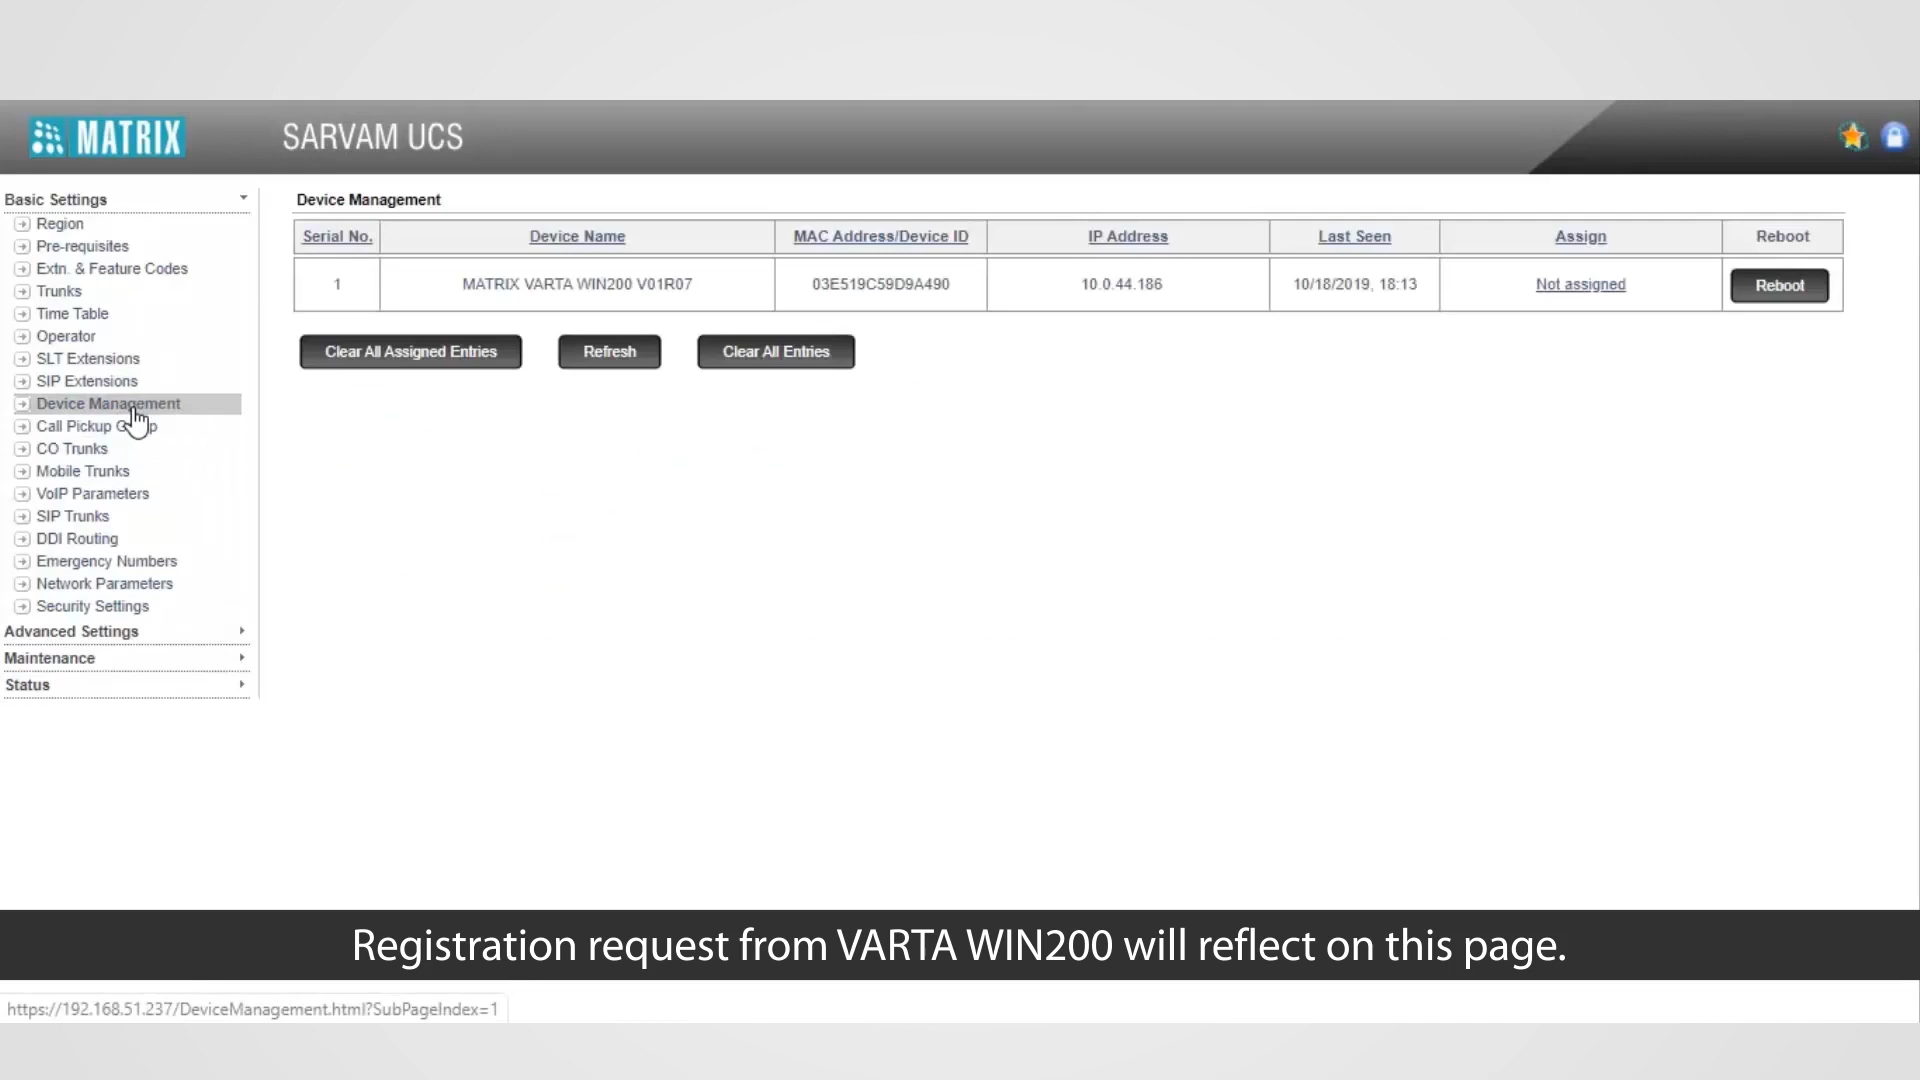 MATRIX
SARVAM UCS
Basic Settings
Region
Pre-requisites
Extn. & Feature Codes
Trunks
Time Table
Operator
SLT Extensions
SIP Extensions
Device Management
Call Pickup G p
CO Trunks
Mobile Trunks
VoIP Parameters
SIP Trunks
DDI Routing
Emergency Numbers
Network Parameters
Security Settings
Advanced Settings
Maintenance
Status
Device Management
Serial No. Device Name MAC Address/Device ID IP Address Last Seen Assign Reboot
1 MATRIX VARTA WIN200 V01R07 03E519C59D9A490 10.0.44.186 10/18/2019, 18:13 Not assigned Reboot
Clear All Assigned Entries Refresh Clear All Entries
Registration request from VARTA WIN200 will reflect on this page.
https://192.168.51.237/DeviceManagement.html?SubPageIndex=1